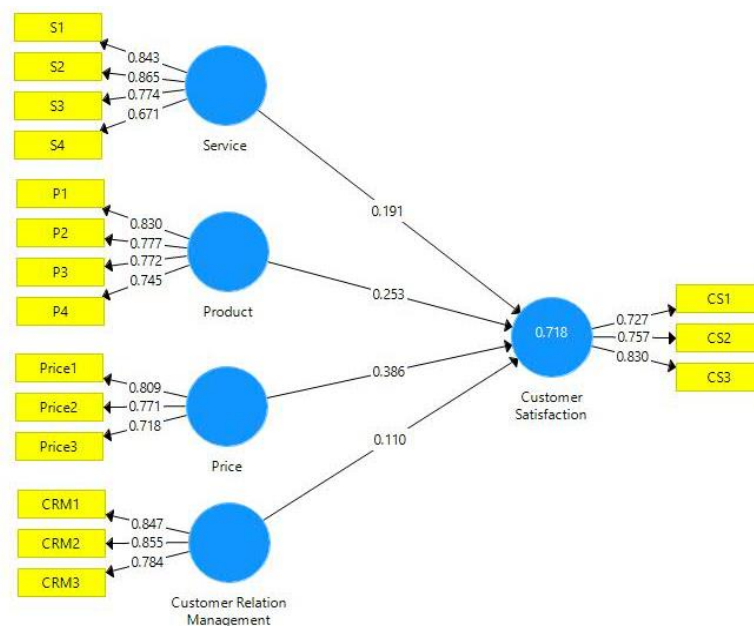 S1
S2
S3
S4
0.843
0.865
0.774
0.671
Service
0.191
P1
P2
P3
P4
0.830
0.777
0.772
0.745
Product
0.253
Price1
Price2
Price3
0.809
0.771
0.718
Price
0.386
CRM1
CRM2
CRM3
0.847
0.855
0.784
Customer Relation
Management
0.110
0.718
Customer
Satisfaction
0.727
0.757
0.830
CS1
CS2
CS3